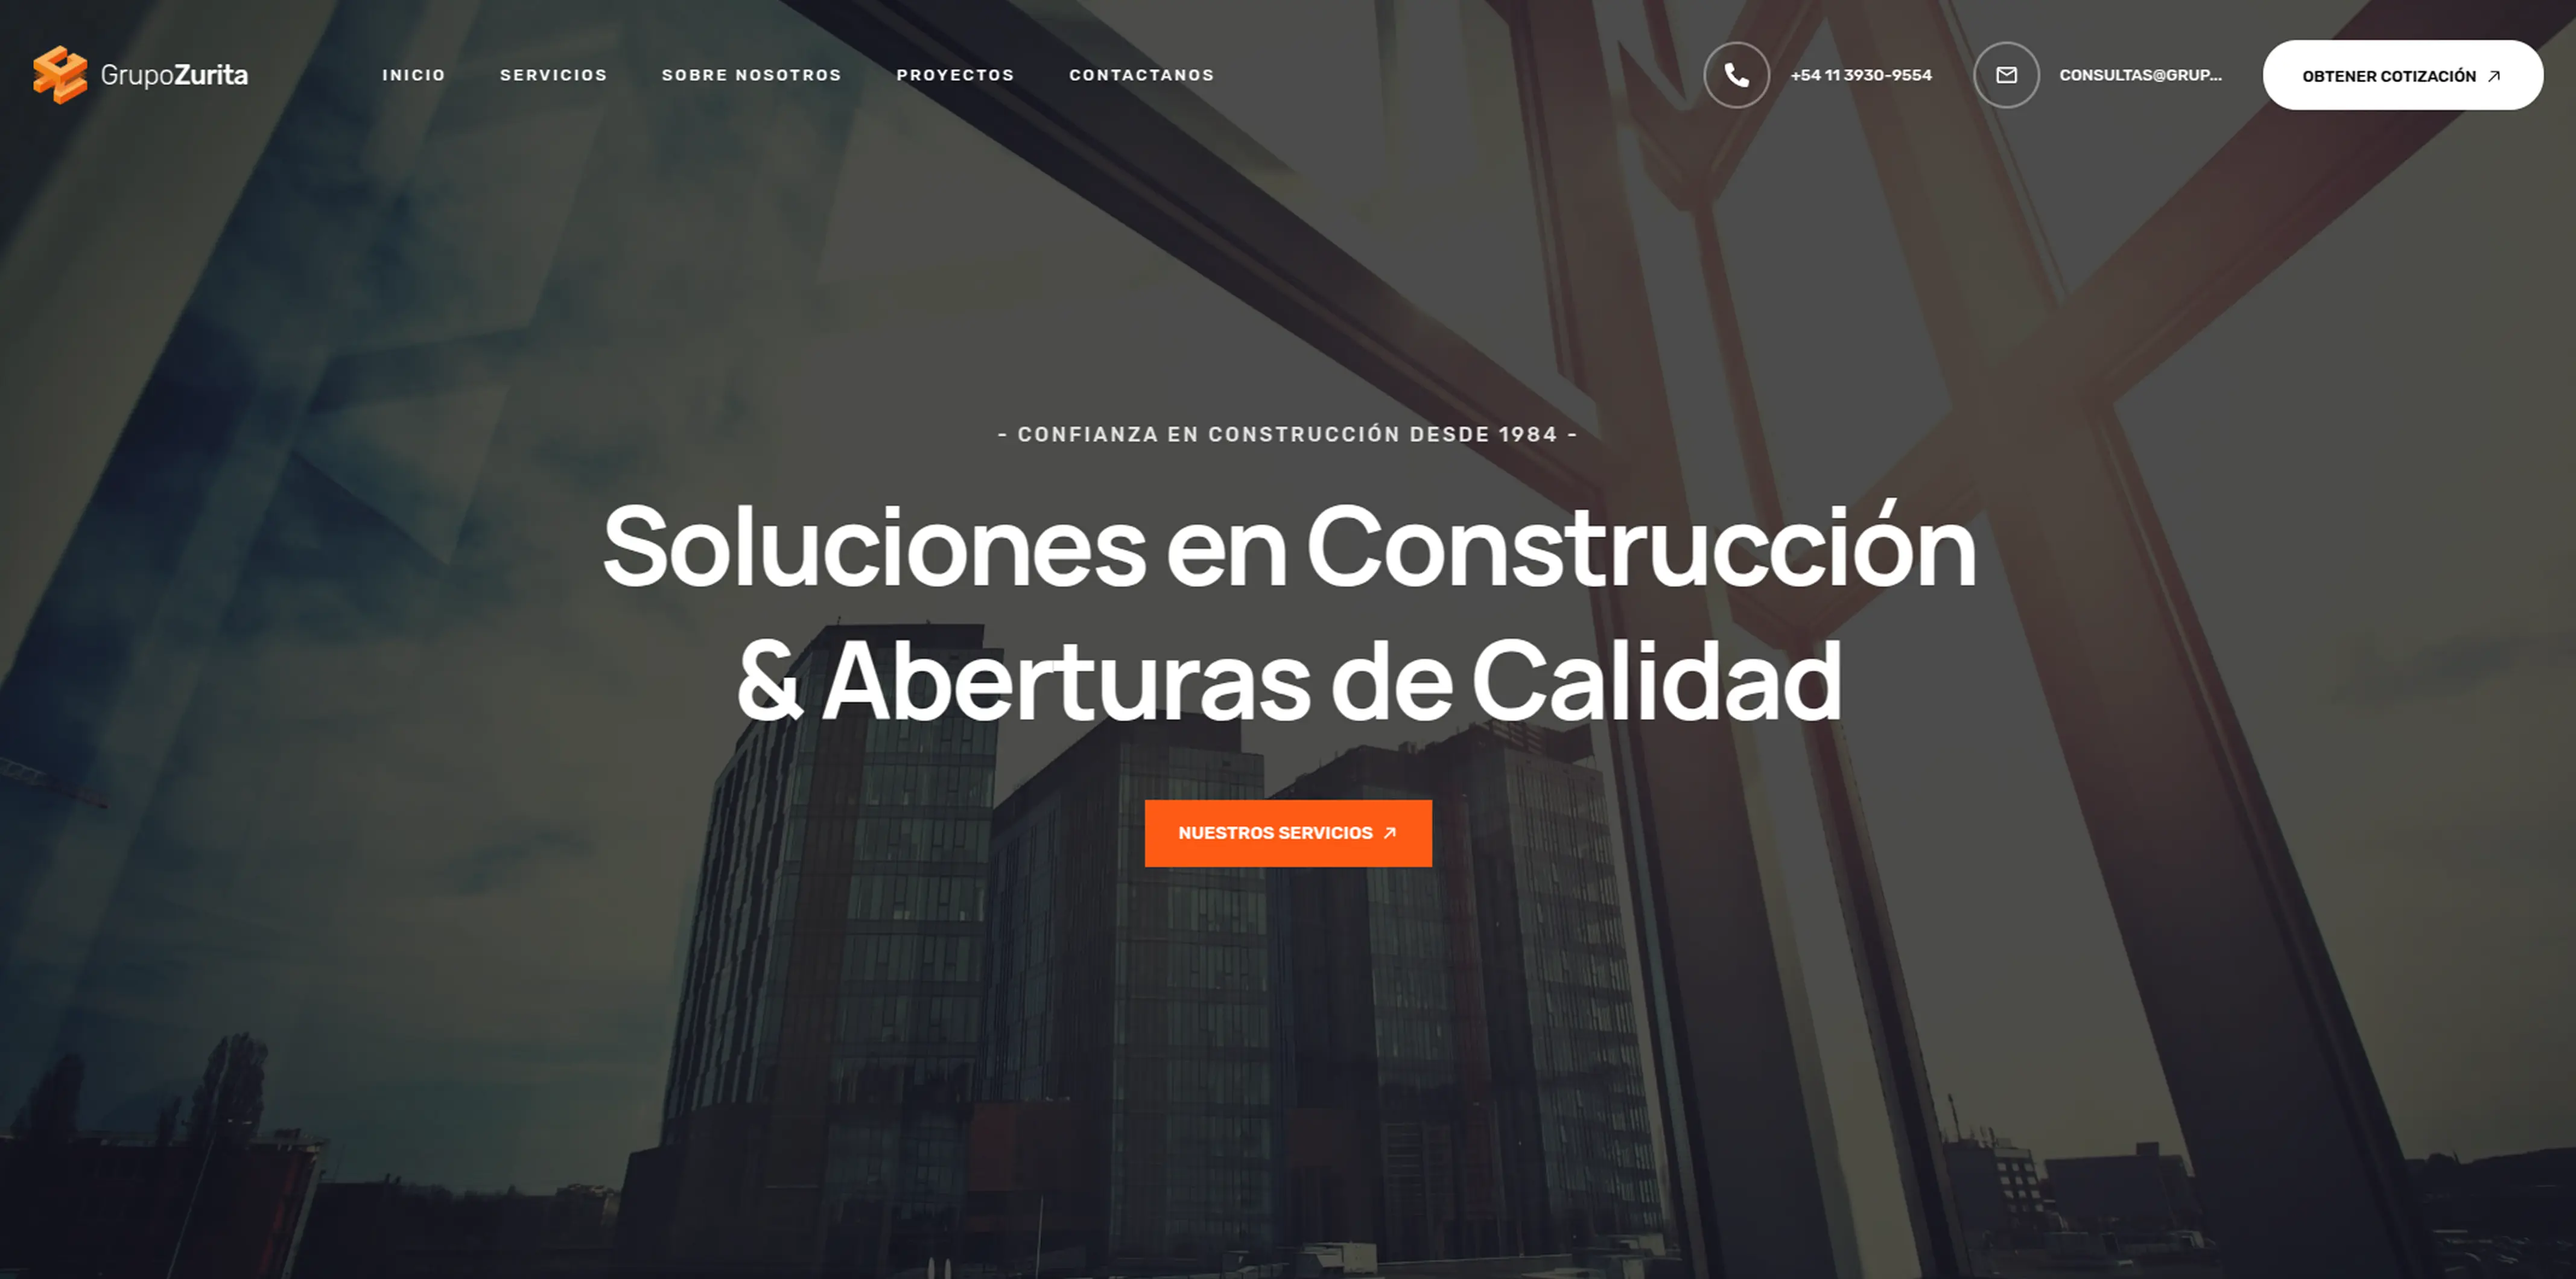 GrupoZurita
INICIO
SERVICIOS
SOBRE NOSOTROS
PROYECTOS
CONTACTANOS
+54 11 3930-9554
CONSULTAS@GRUP...
OBTENER COTIZACIÓN
- CONFIANZA EN CONSTRUCCIÓN DESDE 1984 -
Soluciones en Construcción
& Aberturas de Calidad
NUESTROS SERVICIOS